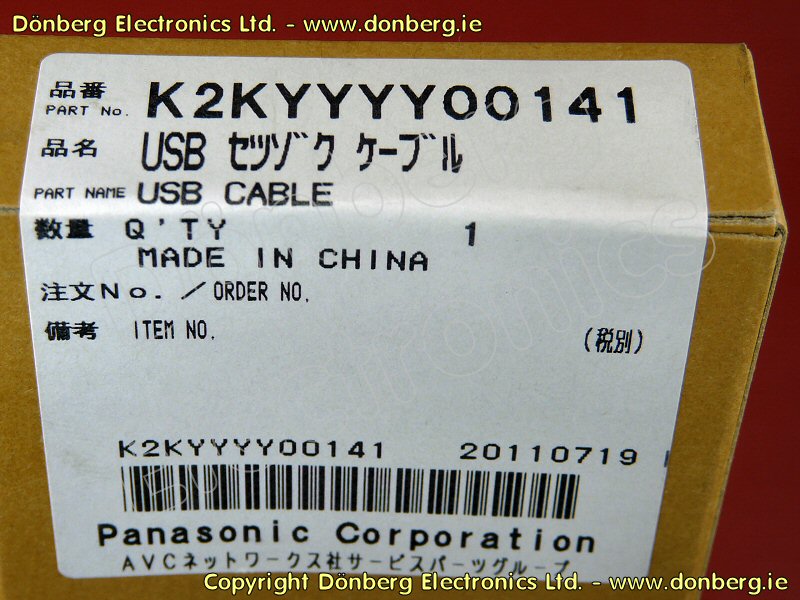 Dönberg Electronics Ltd. - www.donberg.ie
品番 K2KYYYY00141
PART No.
品名 USB セツゾク ケーブル
PART NAME USB CABLE
数量 Q'TY 1
MADE IN CHINA
注文No. / ORDER NO.
備考 ITEM NO. (税別)
K2KYYYY00141 20110719
Panasonic Corporation
AVCネットワークス社サービスパーツグループ
Copyright Dönberg Electronics Ltd. - www.donberg.ie